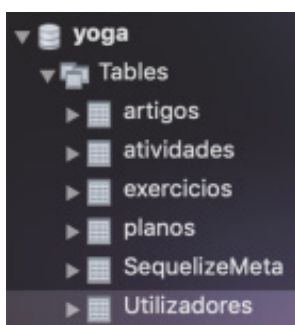 yoga
Tables
artigos
atividades
exercicios
planos
SequelizeMeta
Utilizadores